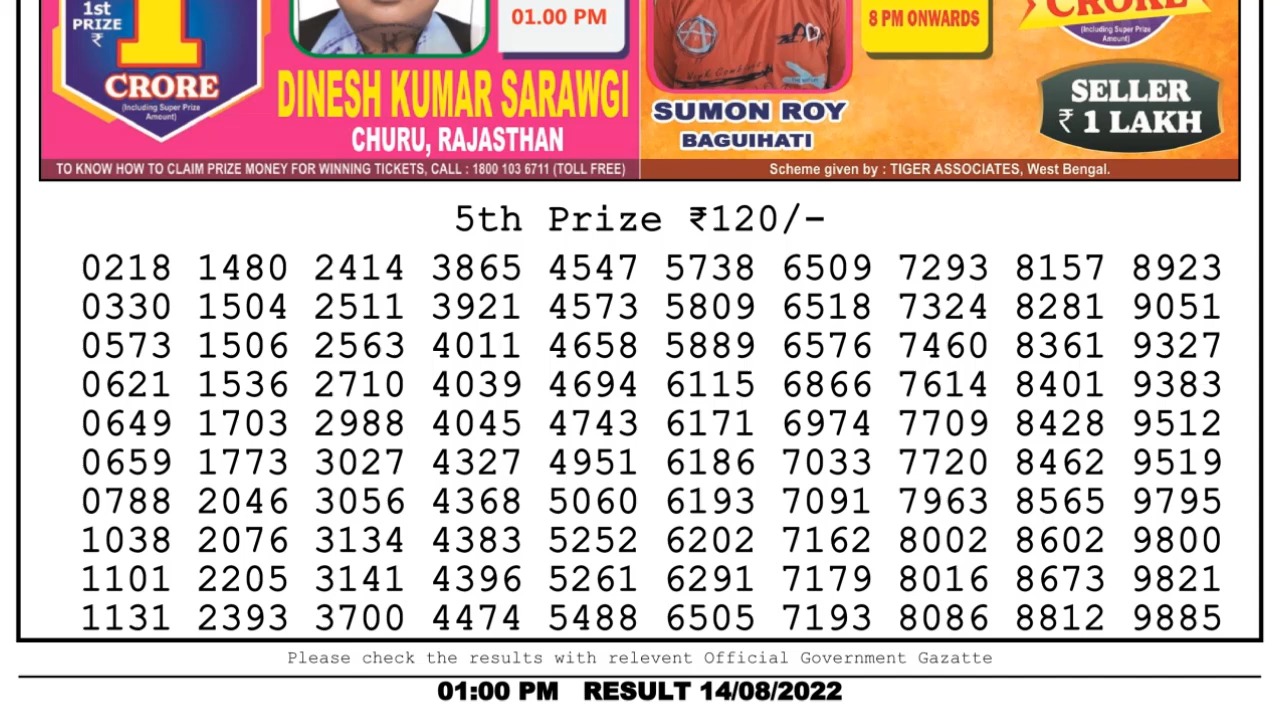 1st
PRIZE
₹
1
CRORE
(Including Super Prize
Amount)
01.00 PM
DINESH KUMAR SARAWGI
CHURU, RAJASTHAN
8 PM ONWARDS
SUMON ROY
BAGUIHATI
CRORE
(Including Super Prize
Amount)
SELLER
₹ 1 LAKH
TO KNOW HOW TO CLAIM PRIZE MONEY FOR WINNING TICKETS, CALL : 1800 103 6711 (TOLL FREE)
Scheme given by : TIGER ASSOCIATES, West Bengal.
5th Prize ₹120/-
0218 1480 2414 3865 4547 5738 6509 7293 8157 8923
0330 1504 2511 3921 4573 5809 6518 7324 8281 9051
0573 1506 2563 4011 4658 5889 6576 7460 8361 9327
0621 1536 2710 4039 4694 6115 6866 7614 8401 9383
0649 1703 2988 4045 4743 6171 6974 7709 8428 9512
0659 1773 3027 4327 4951 6186 7033 7720 8462 9519
0788 2046 3056 4368 5060 6193 7091 7963 8565 9795
1038 2076 3134 4383 5252 6202 7162 8002 8602 9800
1101 2205 3141 4396 5261 6291 7179 8016 8673 9821
1131 2393 3700 4474 5488 6505 7193 8086 8812 9885
Please check the results with relevent Official Government Gazatte
01:00 PM RESULT 14/08/2022